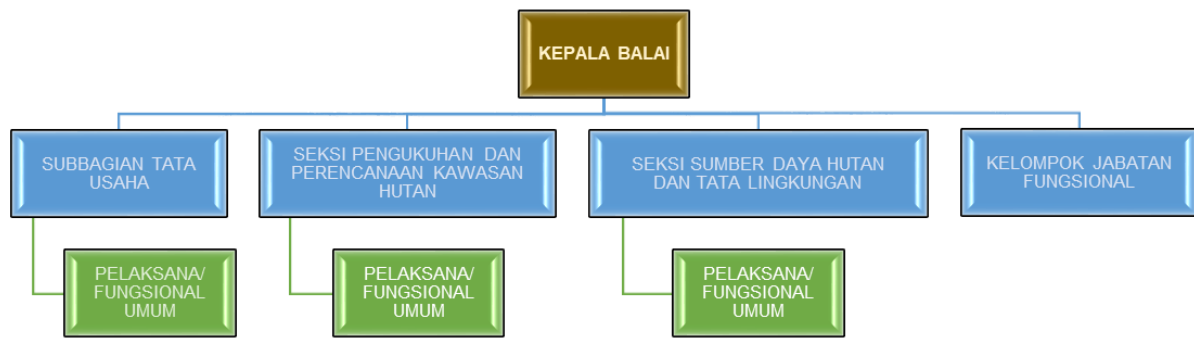 KEPALA BALAI
SUBBAGIAN TATA
USAHA
SEKSI PENGUKUHAN DAN
PERENCANAAN KAWASAN
HUTAN
SEKSI SUMBER DAYA HUTAN
DAN TATA LINGKUNGAN
KELOMPOK JABATAN
FUNGSIONAL
PELAKSANA/
FUNGSIONAL
UMUM
PELAKSANA/
FUNGSIONAL
UMUM
PELAKSANA/
FUNGSIONAL
UMUM